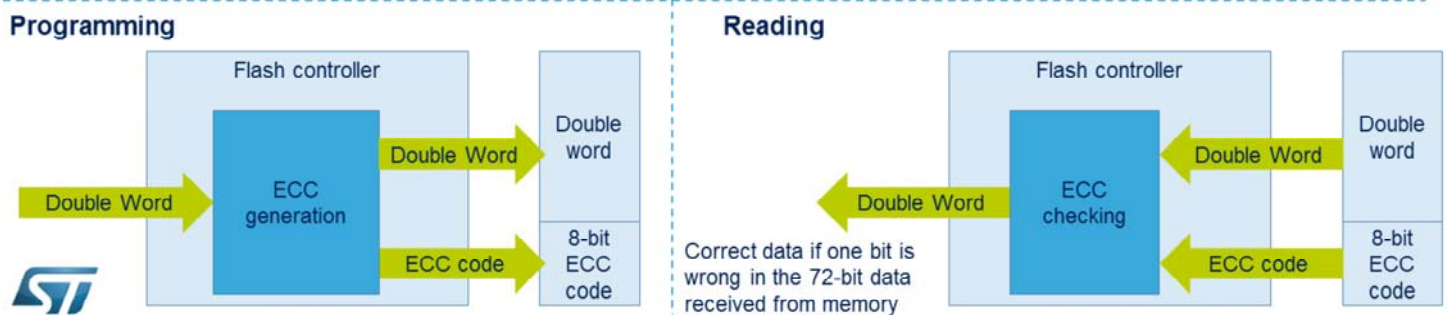 Programming
Flash controller
Double Word
ECC
generation
Double Word
ECC code
Double
word
8-bit
ECC
code
ST
Reading
Flash controller
Double Word
ECC
checking
Double Word
ECC code
Double
word
8-bit
ECC
code
Correct data if one bit is
wrong in the 72-bit data
received from memory